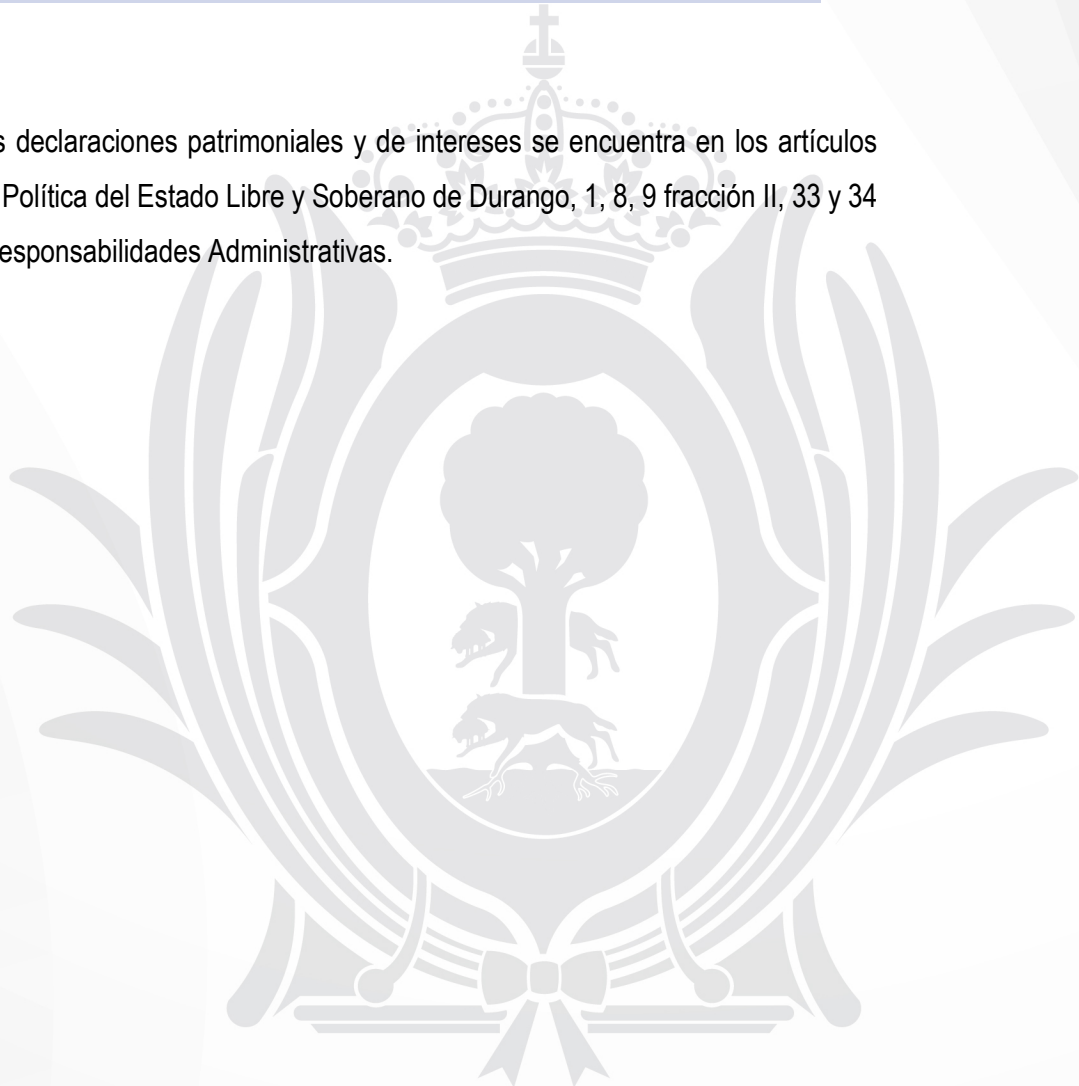 s declaraciones patrimoniales y de intereses se encuentra en los artículos
Política del Estado Libre y Soberano de Durango, 1, 8, 9 fracción II, 33 y 34
esponsabilidades Administrativas.